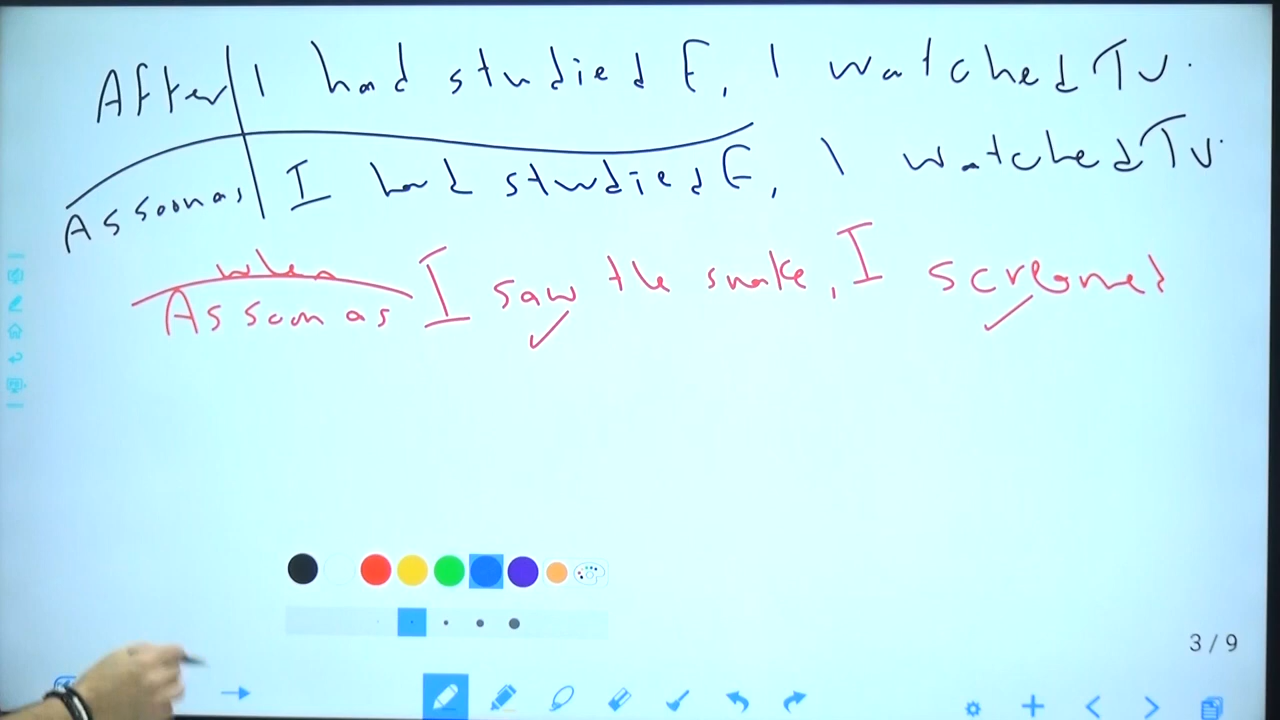 After I had studied E, I watched TV.
As soon as I had studied E, I watched TV.
when
As soon as I saw the snake, I screamed
3 / 9